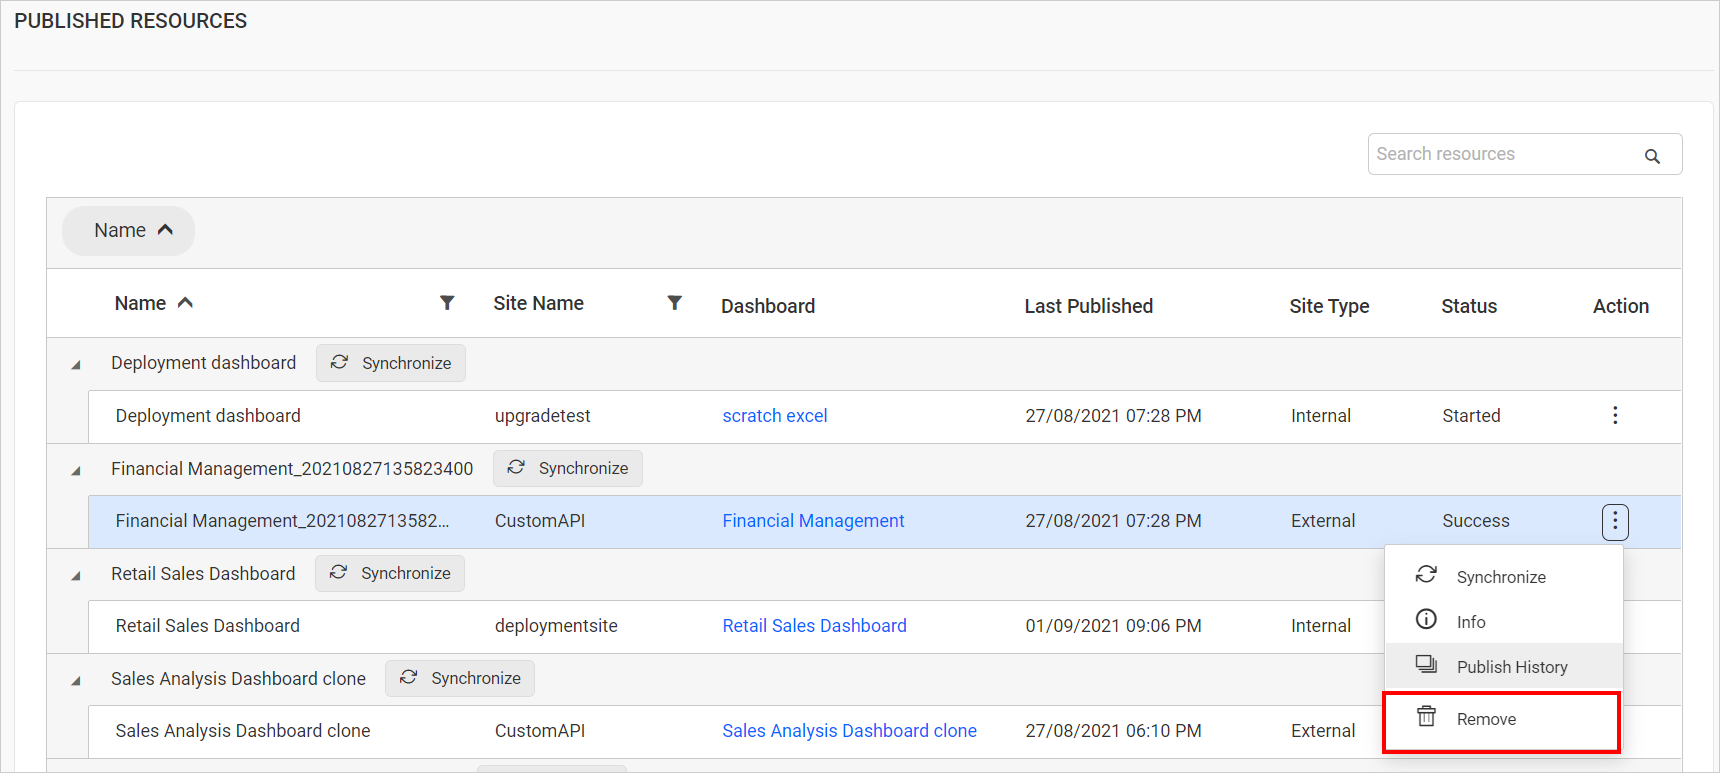 PUBLISHED RESOURCES
Search resources
Name
Name Site Name Dashboard Last Published Site Type Status Action
Deployment dashboard Synchronize
Deployment dashboard upgradetest scratch excel 27/08/2021 07:28 PM Internal Started
Financial Management_20210827135823400 Synchronize
Financial Management_2021082713582... CustomAPI Financial Management 27/08/2021 07:28 PM External Success
Retail Sales Dashboard Synchronize
Synchronize
Retail Sales Dashboard deploymentsite Retail Sales Dashboard 01/09/2021 09:06 PM Internal
Info
Sales Analysis Dashboard clone Synchronize
Publish History
Sales Analysis Dashboard clone CustomAPI Sales Analysis Dashboard clone 27/08/2021 06:10 PM External
Remove